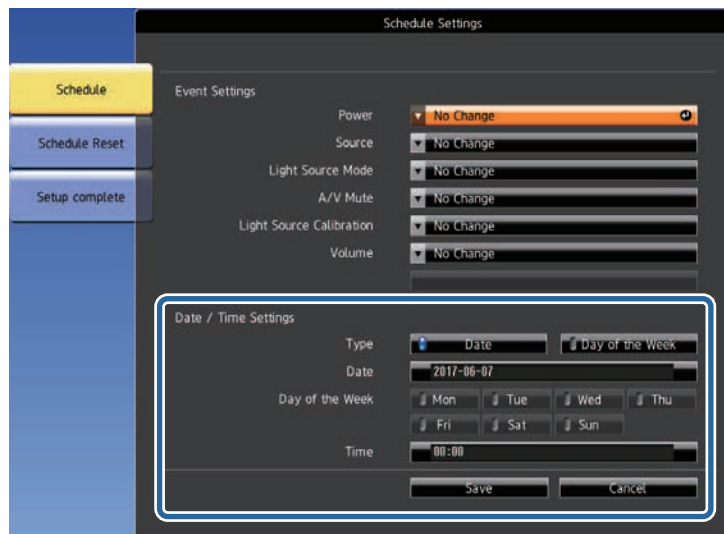 Schedule Settings
Schedule
Schedule Reset
Setup complete
Event Settings
Power No Change
Source No Change
Light Source Mode No Change
A/V Mute No Change
Light Source Calibration No Change
Volume No Change
Date / Time Settings
Type Date Day of the Week
Date 2017-06-07
Day of the Week Mon Tue Wed Thu
Fri Sat Sun
Time 00:00
Save Cancel